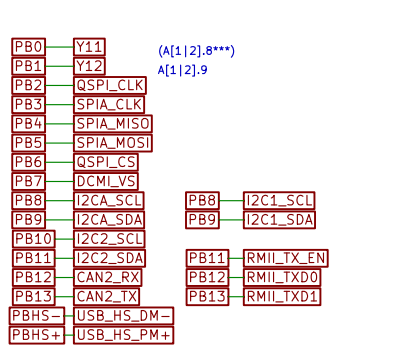 (A[1|2].8***)
A[1|2].9
PB0 Y11
PB1 Y12
PB2 QSPI_CLK
PB3 SPIA_CLK
PB4 SPIA_MISO
PB5 SPIA_MOSI
PB6 QSPI_CS
PB7 DCMI_VS
PB8 I2CA_SCL
PB9 I2CA_SDA
PB10 I2C2_SCL
PB11 I2C2_SDA
PB12 CAN2_RX
PB13 CAN2_TX
PBHS- USB_HS_DM-
PBHS+ USB_HS_PM+
PB8 I2C1_SCL
PB9 I2C1_SDA
PB11 RMII_TX_EN
PB12 RMII_TXD0
PB13 RMII_TXD1